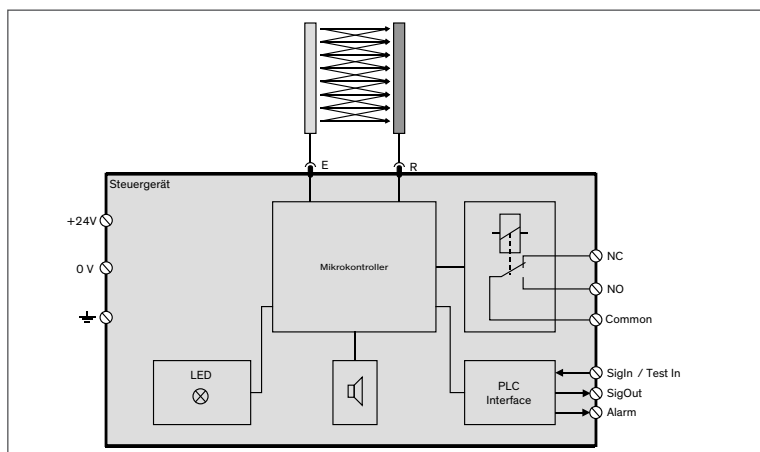 E
R
Steuergerät
+24V
0 V
Mikrokontroller
NC
NO
Common
LED
PLC
Interface
SigIn / Test In
SigOut
Alarm